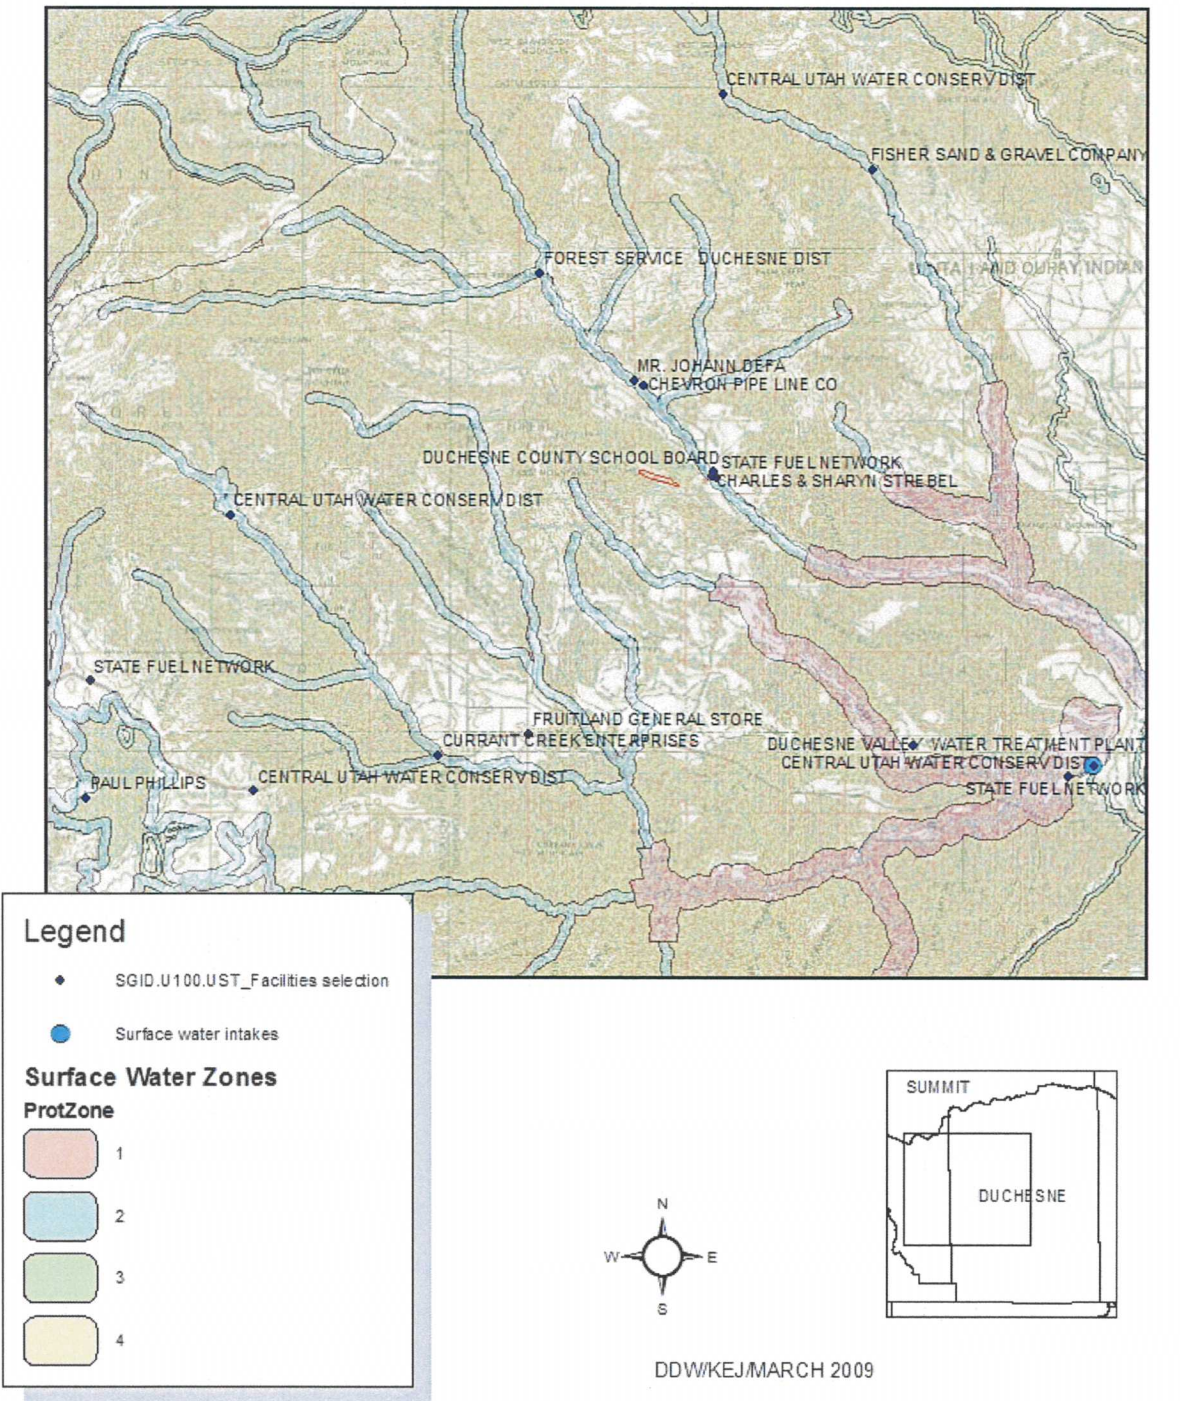 CENTRAL UTAH WATER CONSERV DIST
FISHER SAND & GRAVEL COMPANY
FOREST SERVICE DUCHESNE DIST
MR. JOHANN DEFA
CHEVRON PIPE LINE CO
DUCHESNE COUNTY SCHOOL BOARD
STATE FUEL NETWORK
CHARLES & SHARYN STREBEL
CENTRAL UTAH WATER CONSERV DIST
STATE FUEL NETWORK
FRUITLAND GENERAL STORE
CURRANT CREEK ENTERPRISES
DUCHESNE VALLEY WATER TREATMENT PLANT
CENTRAL UTAH WATER CONSERV DIST
STATE FUEL NETWORK
PAUL PHILLIPS
CENTRAL UTAH WATER CONSERV DIST
Legend
SGID.U100.UST_Facilities selection
Surface water intakes
Surface Water Zones
ProtZone
1
2
3
4
SUMMIT
DUCHESNE
N
W E
S
DDW/KEJ/MARCH 2009